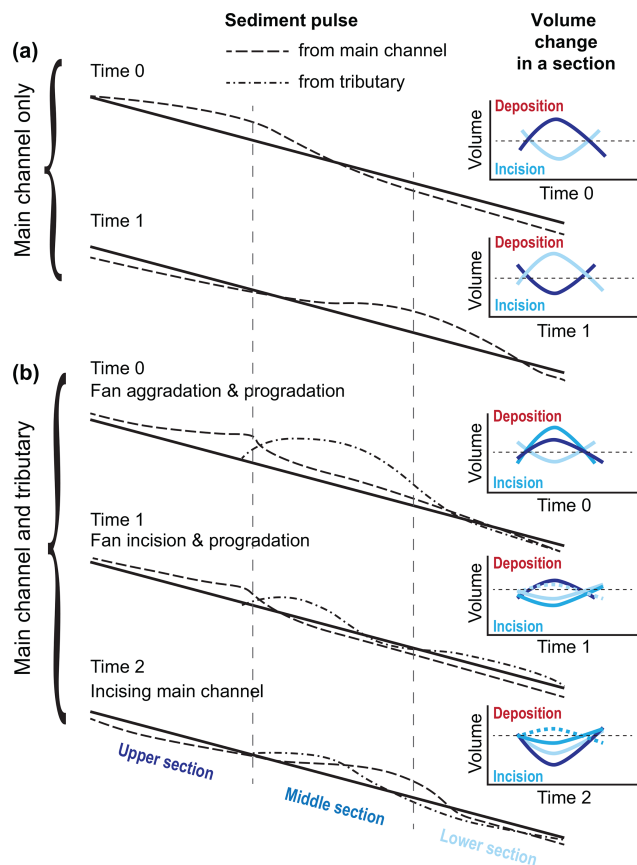 Sediment pulse
from main channel
from tributary
Volume
change
in a section
(a)
Main channel only
Time 0
Deposition
Volume
Incision
Time 0
Time 1
Deposition
Volume
Incision
Time 1
(b)
Main channel and tributary
Time 0
Fan aggradation & progradation
Deposition
Volume
Incision
Time 0
Time 1
Fan incision & progradation
Deposition
Volume
Incision
Time 1
Time 2
Incising main channel
Deposition
Volume
Incision
Time 2
Upper section
Middle section
Lower section